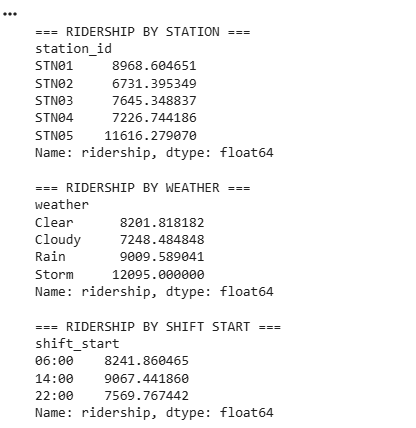 •••
=== RIDERSHIP BY STATION ===
station_id
STN01     8968.604651
STN02     6731.395349
STN03     7645.348837
STN04     7226.744186
STN05    11616.279070
Name: ridership, dtype: float64
=== RIDERSHIP BY WEATHER ===
weather
Clear      8201.818182
Cloudy     7248.484848
Rain       9009.589041
Storm     12095.000000
Name: ridership, dtype: float64
=== RIDERSHIP BY SHIFT START ===
shift_start
06:00    8241.860465
14:00    9067.441860
22:00    7569.767442
Name: ridership, dtype: float64